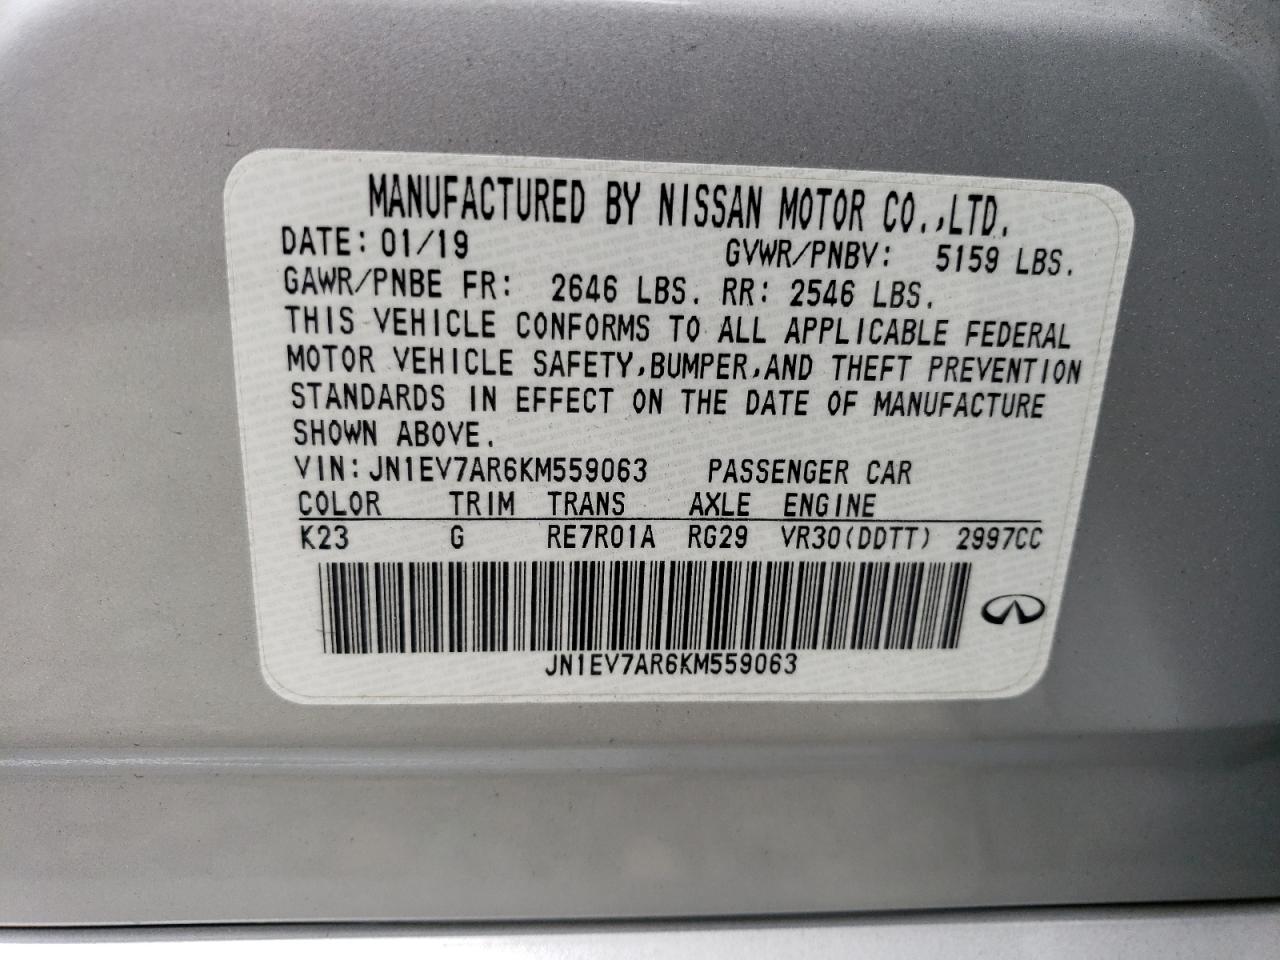 MANUFACTURED BY NISSAN MOTOR CO.,LTD.
DATE: 01/19 GVWR/PNBV: 5159 LBS.
GAWR/PNBE FR: 2646 LBS. RR: 2546 LBS.
THIS VEHICLE CONFORMS TO ALL APPLICABLE FEDERAL
MOTOR VEHICLE SAFETY,BUMPER,AND THEFT PREVENTION
STANDARDS IN EFFECT ON THE DATE OF MANUFACTURE
SHOWN ABOVE.
VIN:JN1EV7AR6KM559063 PASSENGER CAR
COLOR TRIM TRANS AXLE ENGINE
K23 G RE7R01A RG29 VR30(DDTT) 2997CC
JN1EV7AR6KM559063